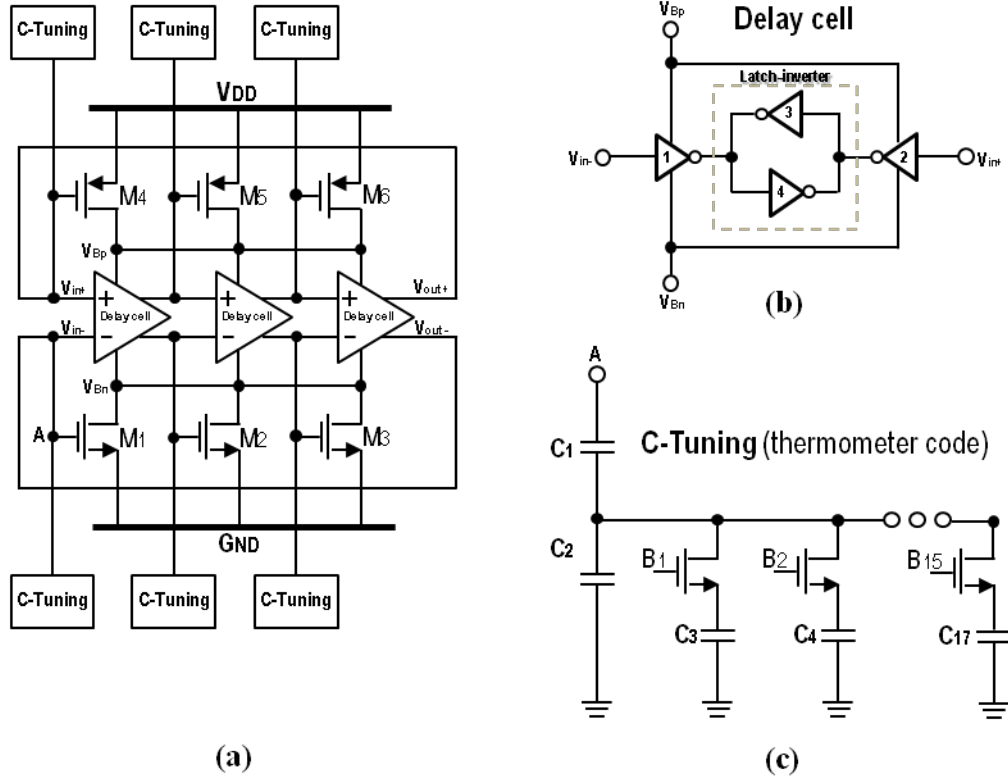 C-Tuning C-Tuning C-Tuning
VDD
M4 M5 M6
VBp
Vin+ Vout+
+ + +
Delay cell Delay cell Delay cell
Vin- Vout-
− − −
VBn
A M1 M2 M3
GND
C-Tuning C-Tuning C-Tuning
(a)
VBp
Delay cell
Latch-inverter
3
Vin- 1 2 Vin+
4
VBn
(b)
A
C1
C-Tuning (thermometer code)
C2
B1 B2 B15
C3 C4 C17
(c)